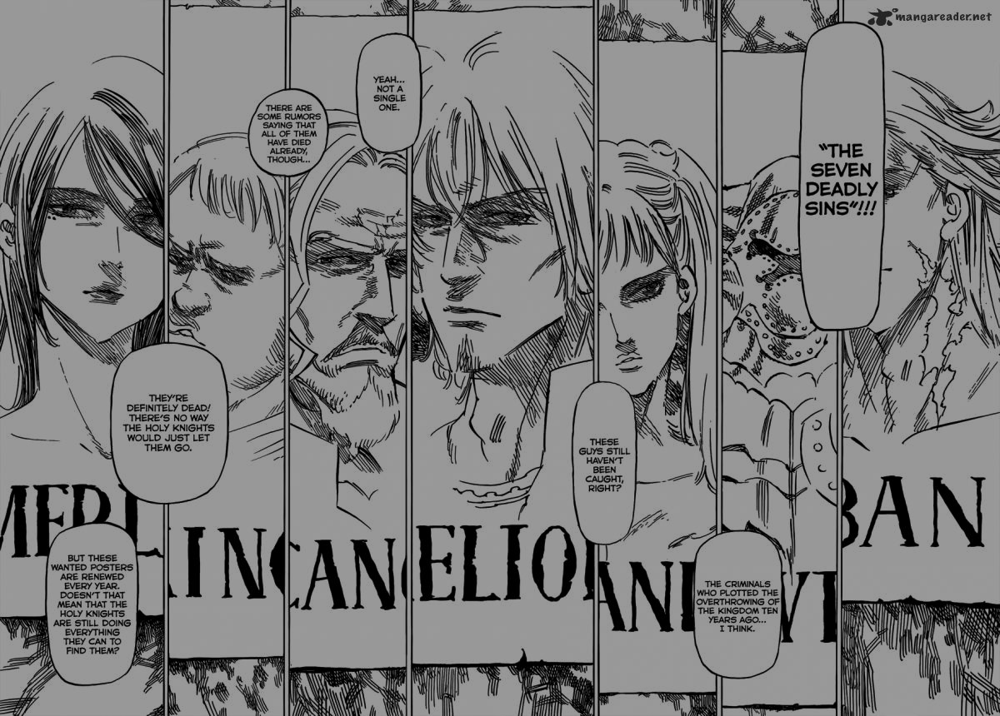 mangareader.net
"THE
SEVEN
DEADLY
SINS"!!!
THESE
GUYS STILL
HAVEN'T
BEEN
CAUGHT,
RIGHT?
THE CRIMINALS
WHO PLOTTED THE
OVERTHROWING OF
THE KINGDOM TEN
YEARS AGO...
I THINK.
YEAH...
NOT A
SINGLE
ONE.
THERE ARE
SOME RUMORS
SAYING THAT
ALL OF THEM
HAVE DIED
ALREADY,
THOUGH...
THEY'RE
DEFINITELY DEAD!
THERE'S NO WAY
THE HOLY KNIGHTS
WOULD JUST LET
THEM GO.
BUT THESE
WANTED POSTERS
ARE RENEWED
EVERY YEAR.
DOESN'T THAT
MEAN THAT THE
HOLY KNIGHTS
ARE STILL DOING
EVERYTHING
THEY CAN TO
FIND THEM?
BAN
ELIO
CAN
MERL
IN
AN